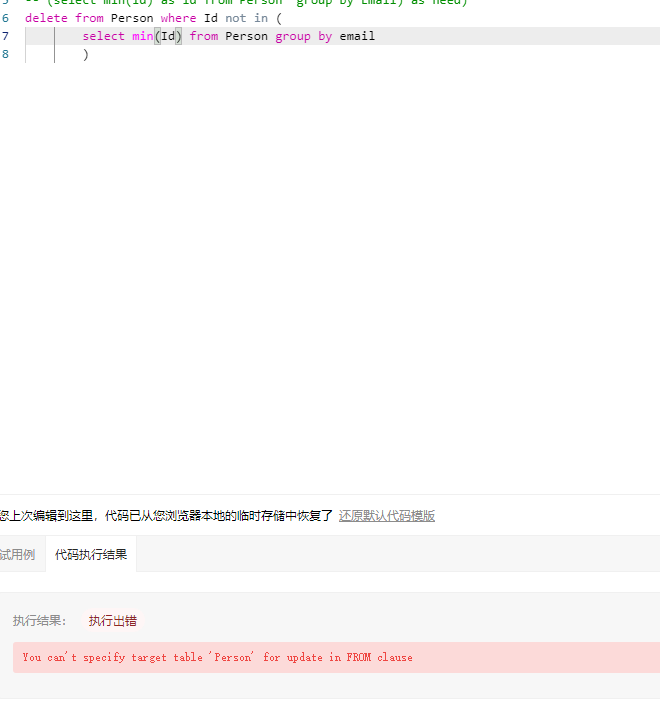 5 -- (select min(Id) as id from Person group by Email) as need)
6 delete from Person where Id not in (
7 select min(Id) from Person group by email
8 )
您上次编辑到这里，代码已从您浏览器本地的临时存储中恢复了 还原默认代码模版
试用例 代码执行结果
执行结果： 执行出错
You can't specify target table 'Person' for update in FROM clause